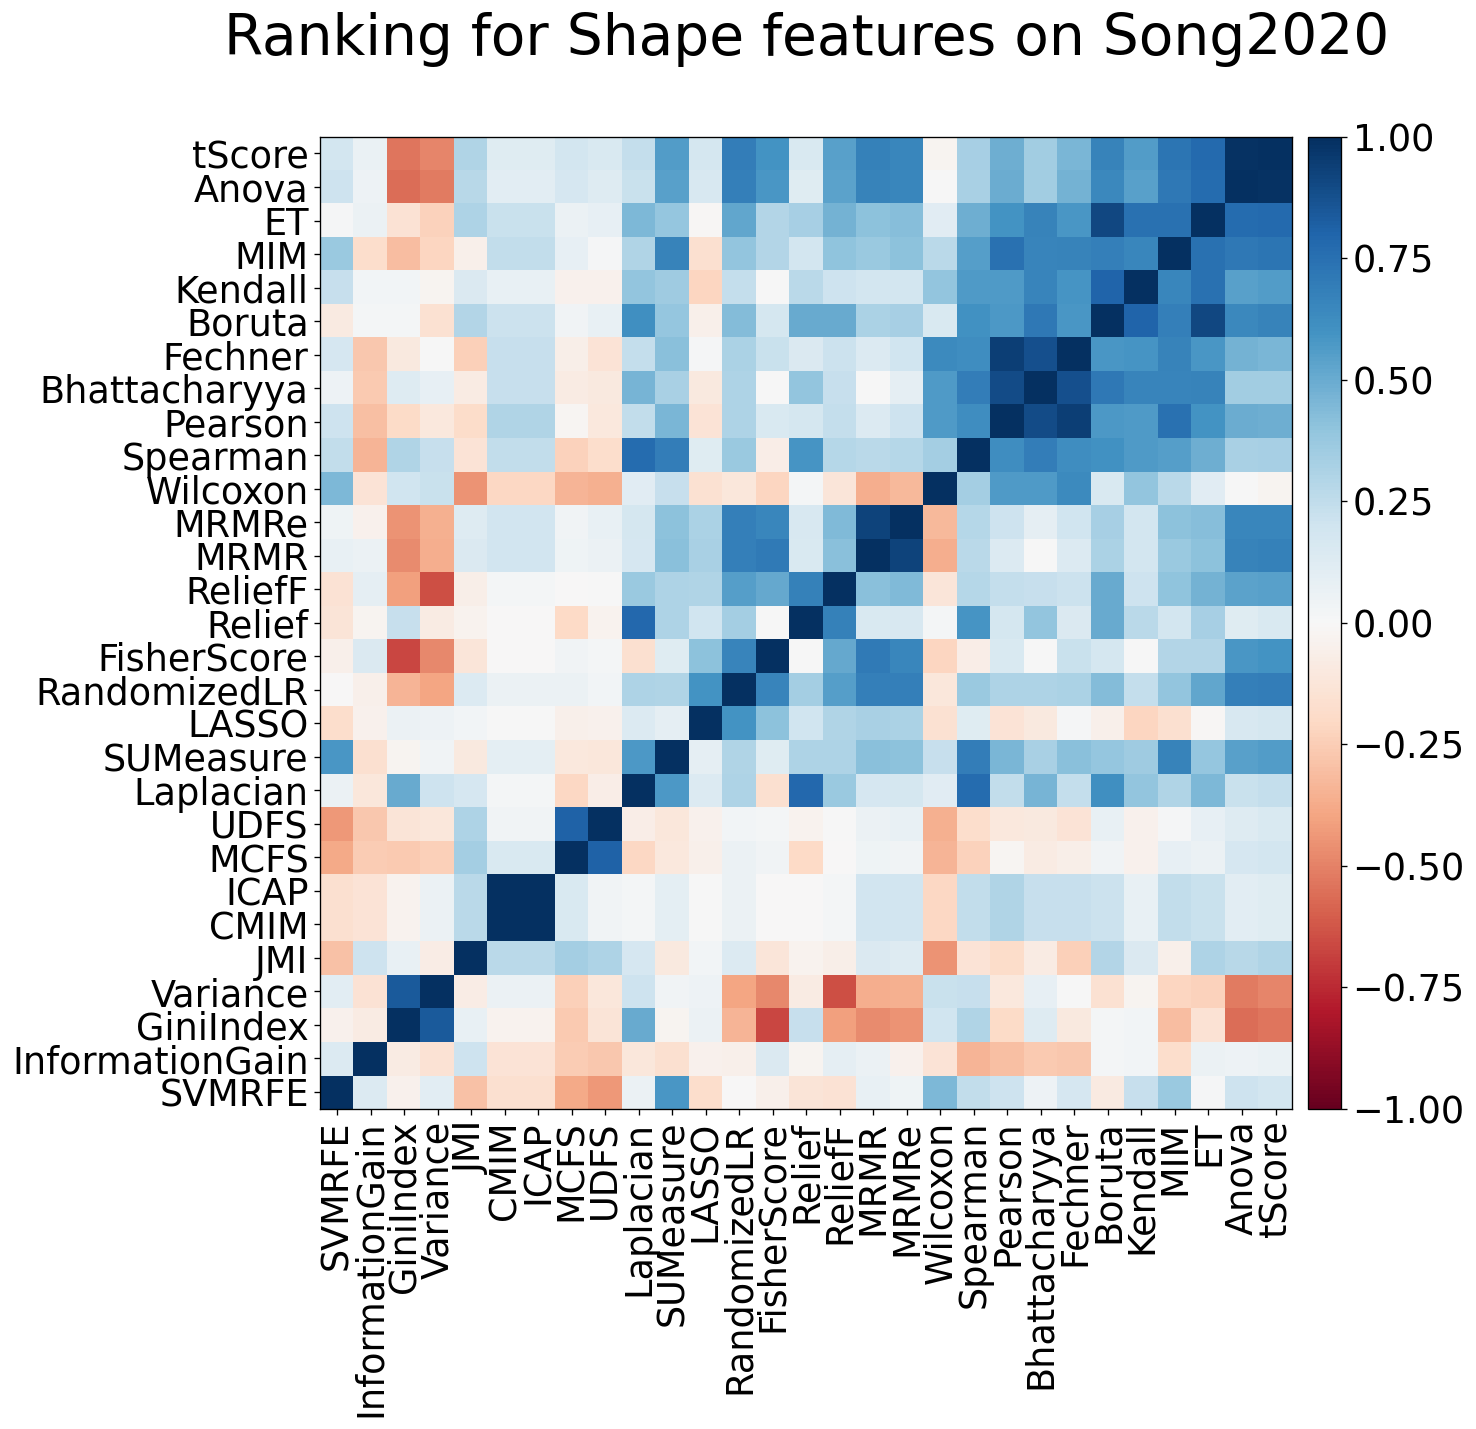 Ranking for Shape features on Song2020
tScore
Anova
ET
MIM
Kendall
Boruta
Fechner
Bhattacharyya
Pearson
Spearman
Wilcoxon
MRMRe
MRMR
ReliefF
Relief
FisherScore
RandomizedLR
LASSO
SUMeasure
Laplacian
UDFS
MCFS
ICAP
CMIM
JMI
Variance
GiniIndex
InformationGain
SVMRFE
SVMRFE
InformationGain
GiniIndex
Variance
JMI
CMIM
ICAP
MCFS
UDFS
Laplacian
SUMeasure
LASSO
RandomizedLR
FisherScore
Relief
ReliefF
MRMR
MRMRe
Wilcoxon
Spearman
Pearson
Bhattacharyya
Fechner
Boruta
Kendall
MIM
ET
Anova
tScore
1.00
0.75
0.50
0.25
0.00
−0.25
−0.50
−0.75
−1.00